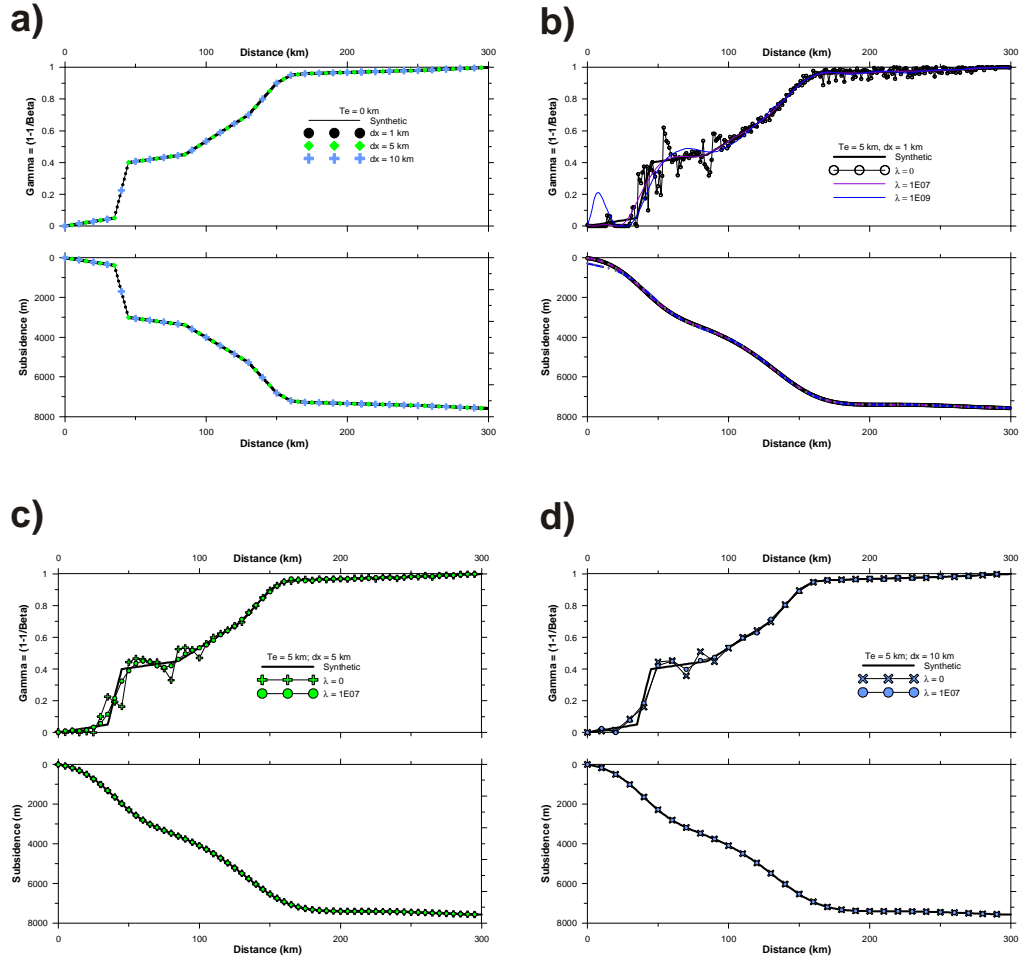 a)
Distance (km)
0 100 200 300
1
0.8
0.6
0.4
0.2
0
Gamma = (1-1/Beta)
Te = 0 km
Synthetic
dx = 1 km
dx = 5 km
dx = 10 km
0
2000
4000
6000
8000
Subsidence (m)
0 100 200 300
Distance (km)
b)
Distance (km)
0 100 200 300
1
0.8
0.6
0.4
0.2
0
Gamma = (1-1/Beta)
Te = 5 km, dx = 1 km
Synthetic
λ = 0
λ = 1E07
λ = 1E09
0
2000
4000
6000
8000
Subsidence (m)
0 100 200 300
Distance (km)
c)
0 100 200 300
Distance (km)
1
0.8
0.6
0.4
0.2
0
Gamma = (1-1/Beta)
Te = 5 km; dx = 5 km
Synthetic
λ = 0
λ = 1E07
0
2000
4000
6000
8000
Subsidence (m)
0 100 200 300
Distance (km)
d)
0 100 200 300
Distance (km)
1
0.8
0.6
0.4
0.2
0
Gamma = (1-1/Beta)
Te = 5 km; dx = 10 km
Synthetic
λ = 0
λ = 1E07
0
2000
4000
6000
8000
Subsidence (m)
0 100 200 300
Distance (km)